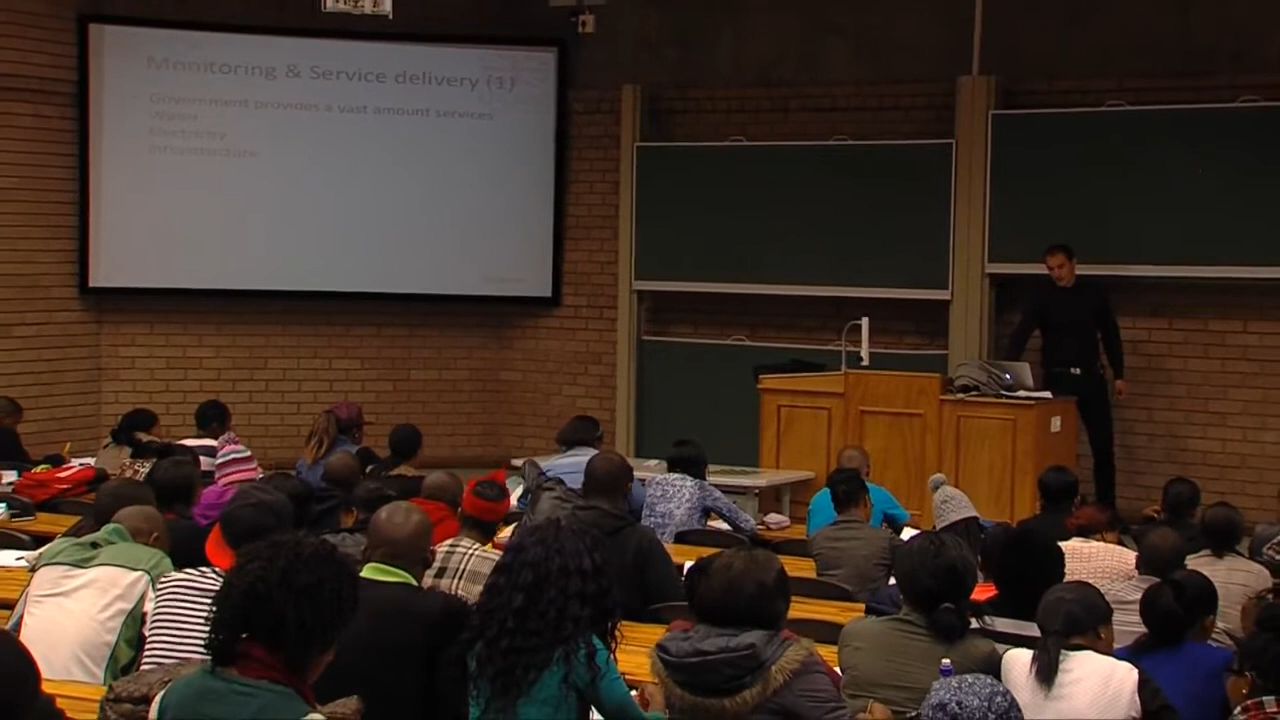 Monitoring & Service delivery (1)
Government provides a vast amount services
Water
Electricity
Infrastructure